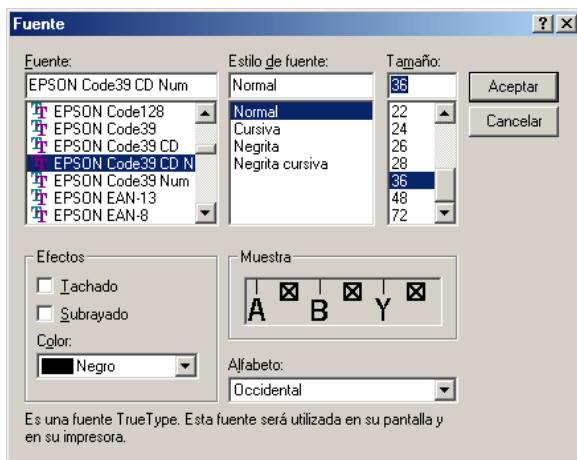 Fuente
Fuente:
EPSON Code39 CD Num
EPSON Code128
EPSON Code39
EPSON Code39 CD
EPSON Code39 CD N
EPSON Code39 Num
EPSON EAN-13
EPSON EAN-8
Estilo de fuente:
Normal
Normal
Cursiva
Negrita
Negrita cursiva
Tamaño:
36
22
24
26
28
36
48
72
Aceptar
Cancelar
Efectos
Tachado
Subrayado
Color:
Negro
Muestra
A B Y
Alfabeto:
Occidental
Es una fuente TrueType. Esta fuente será utilizada en su pantalla y
en su impresora.